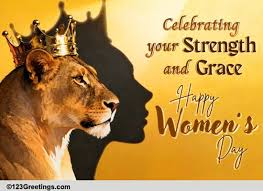 Celebrating
your Strength
and Grace
Happy
Women's
Day
©123Greetings.com